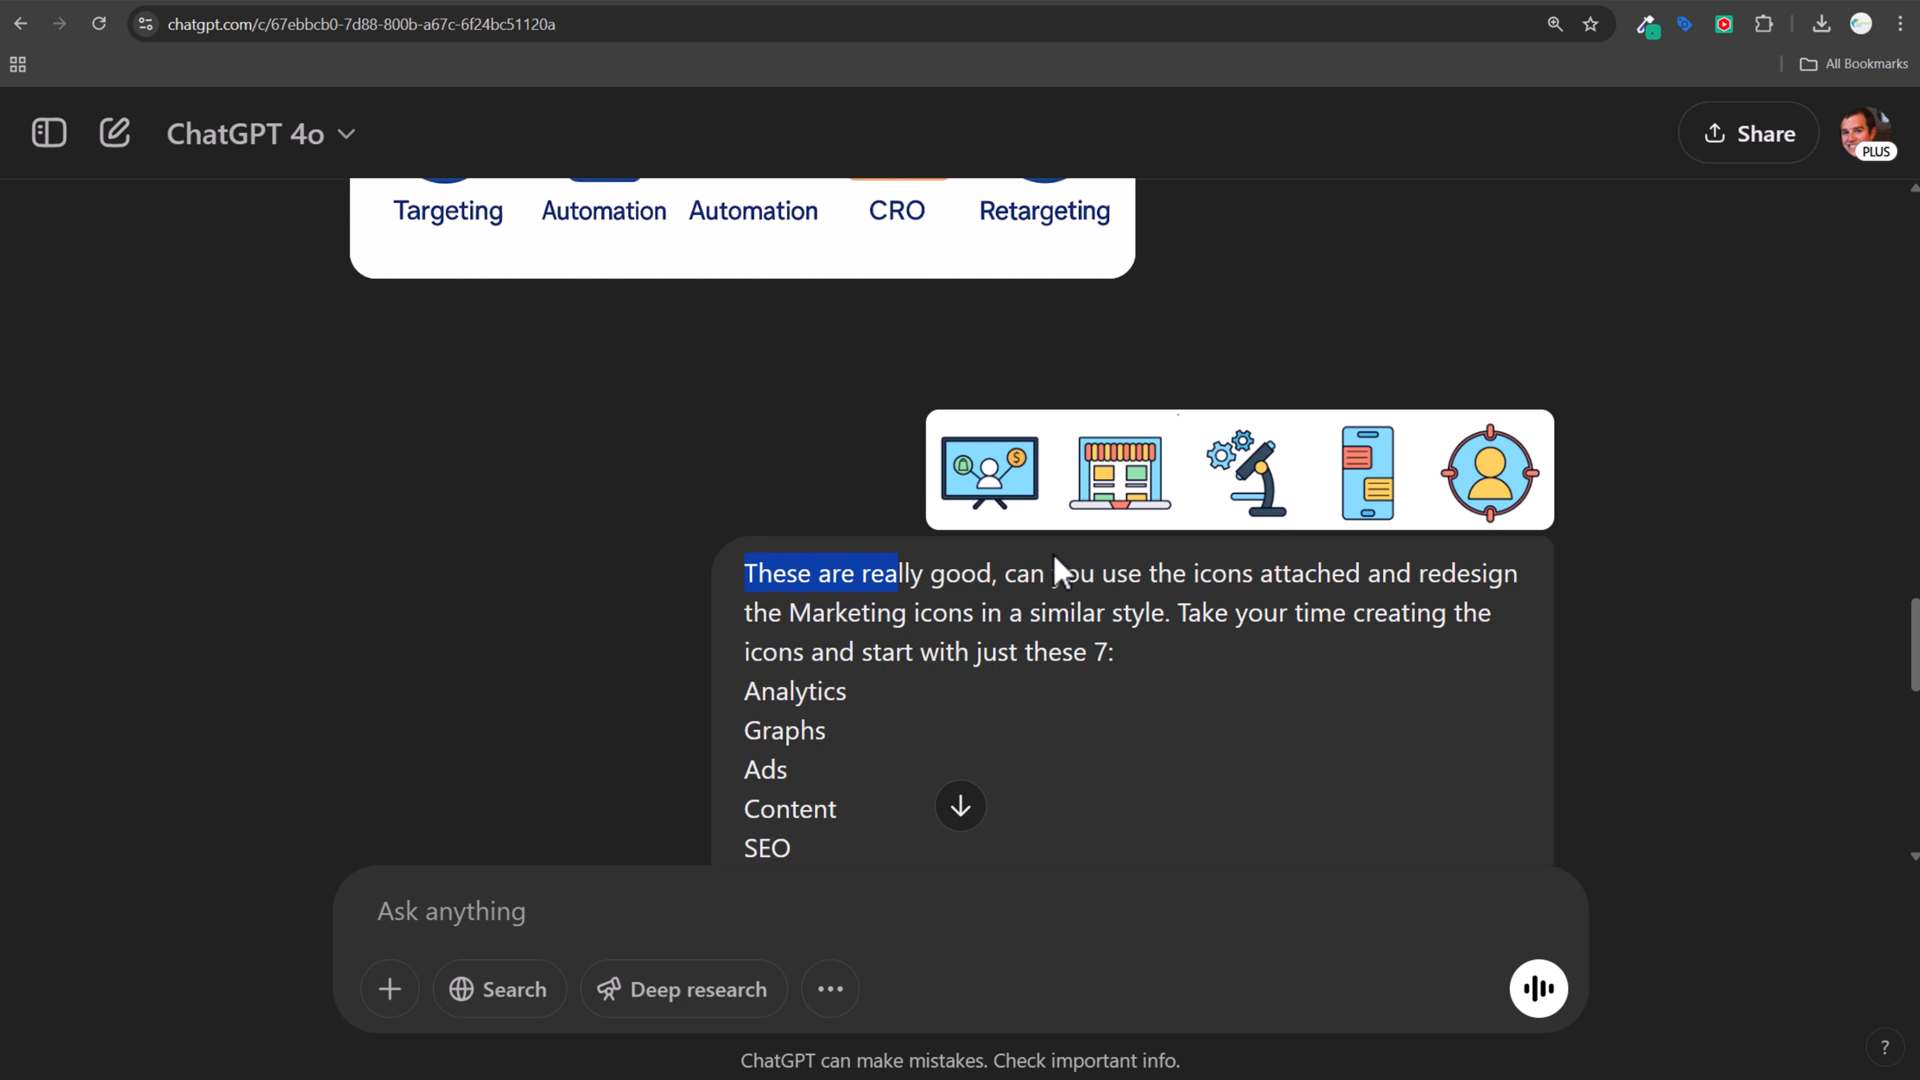 chatgpt.com/c/67ebbcb0-7d88-800b-a67c-6f24bc51120a
All Bookmarks
ChatGPT 4o
Share
PLUS
Targeting Automation Automation CRO Retargeting
$
These are really good, can you use the icons attached and redesign
the Marketing icons in a similar style. Take your time creating the
icons and start with just these 7:
Analytics
Graphs
Ads
Content
SEO
Ask anything
Search
Deep research
ChatGPT can make mistakes. Check important info.
?